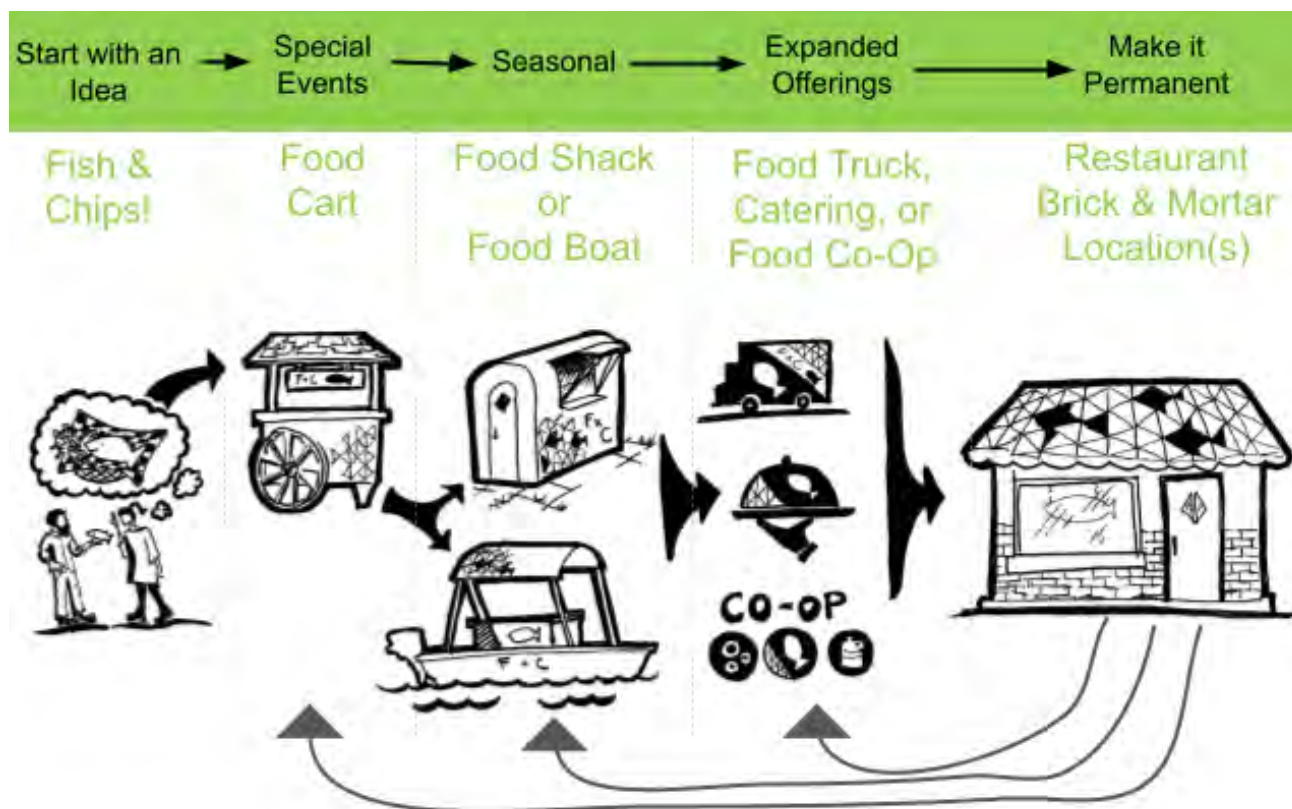 Start with an
Idea
Special
Events
Seasonal
Expanded
Offerings
Make it
Permanent
Fish &
Chips!
Food
Cart
Food Shack
or
Food Boat
Food Truck,
Catering, or
Food Co-Op
Restaurant
Brick & Mortar
Location(s)
F+C
F+C
F+C
F+C
CO-OP